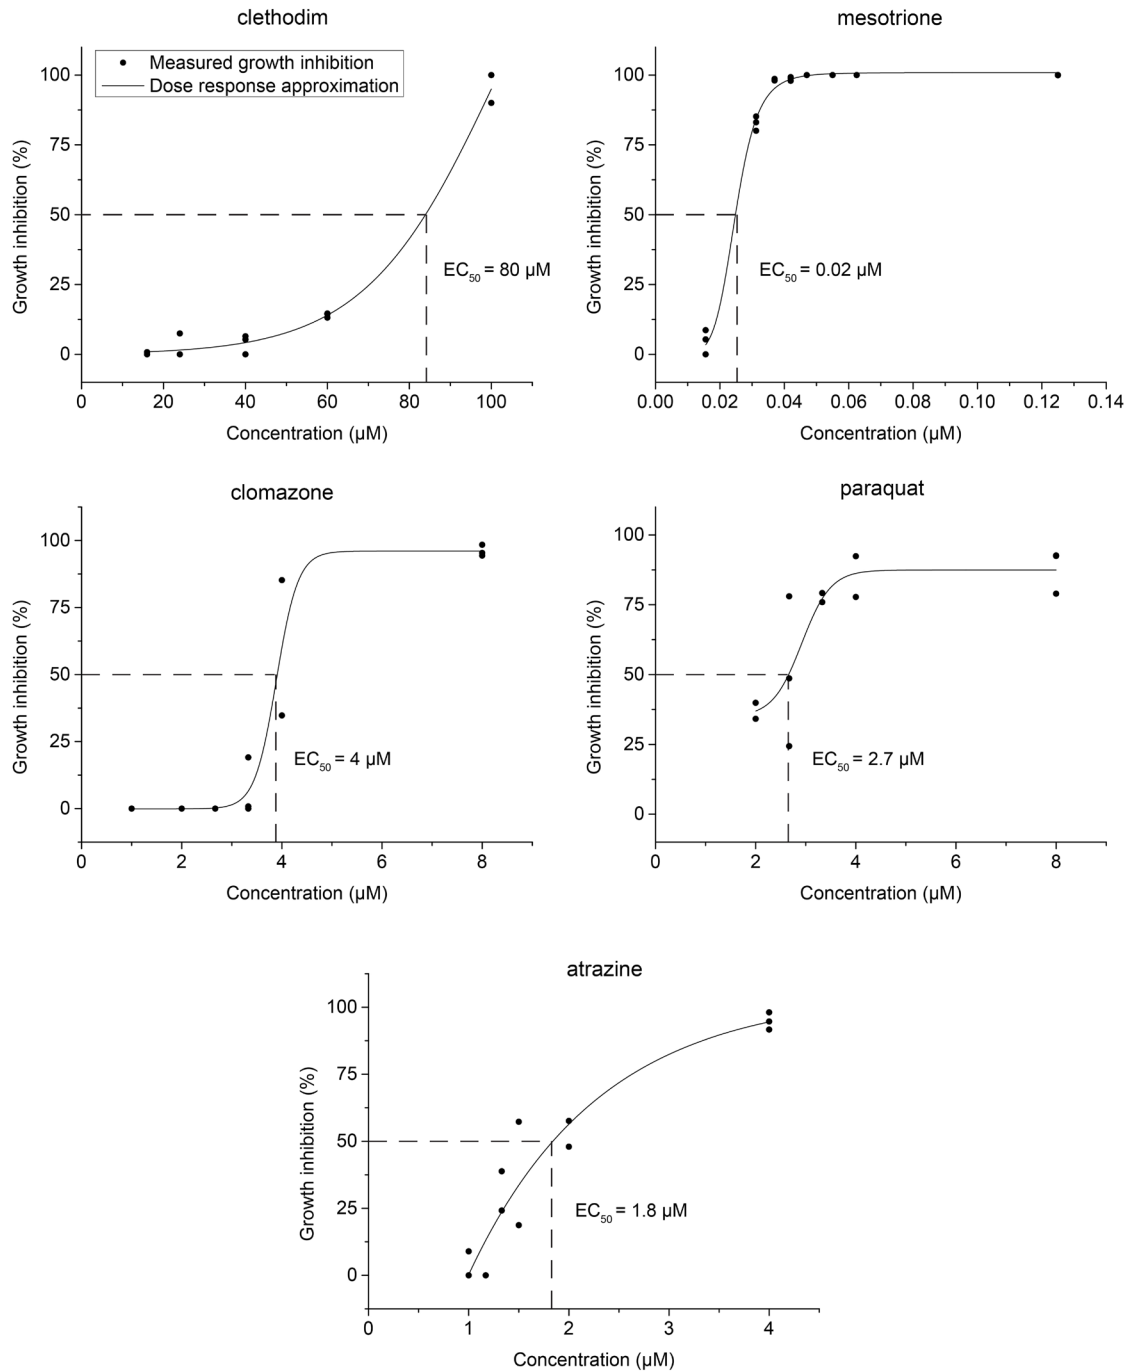 clethodim
Measured growth inhibition
Dose response approximation
100
75
50
25
0
Growth inhibition (%)
EC50 = 80 µM
0 20 40 60 80 100
Concentration (µM)
mesotrione
100
75
50
25
0
Growth inhibition (%)
EC50 = 0.02 µM
0.00 0.02 0.04 0.06 0.08 0.10 0.12 0.14
Concentration (µM)
clomazone
100
75
50
25
0
Growth inhibition (%)
EC50 = 4 µM
0 2 4 6 8
Concentration (µM)
paraquat
100
75
50
25
0
Growth inhibition (%)
EC50 = 2.7 µM
0 2 4 6 8
Concentration (µM)
atrazine
100
75
50
25
0
Growth inhibition (%)
EC50 = 1.8 µM
0 1 2 3 4
Concentration (µM)